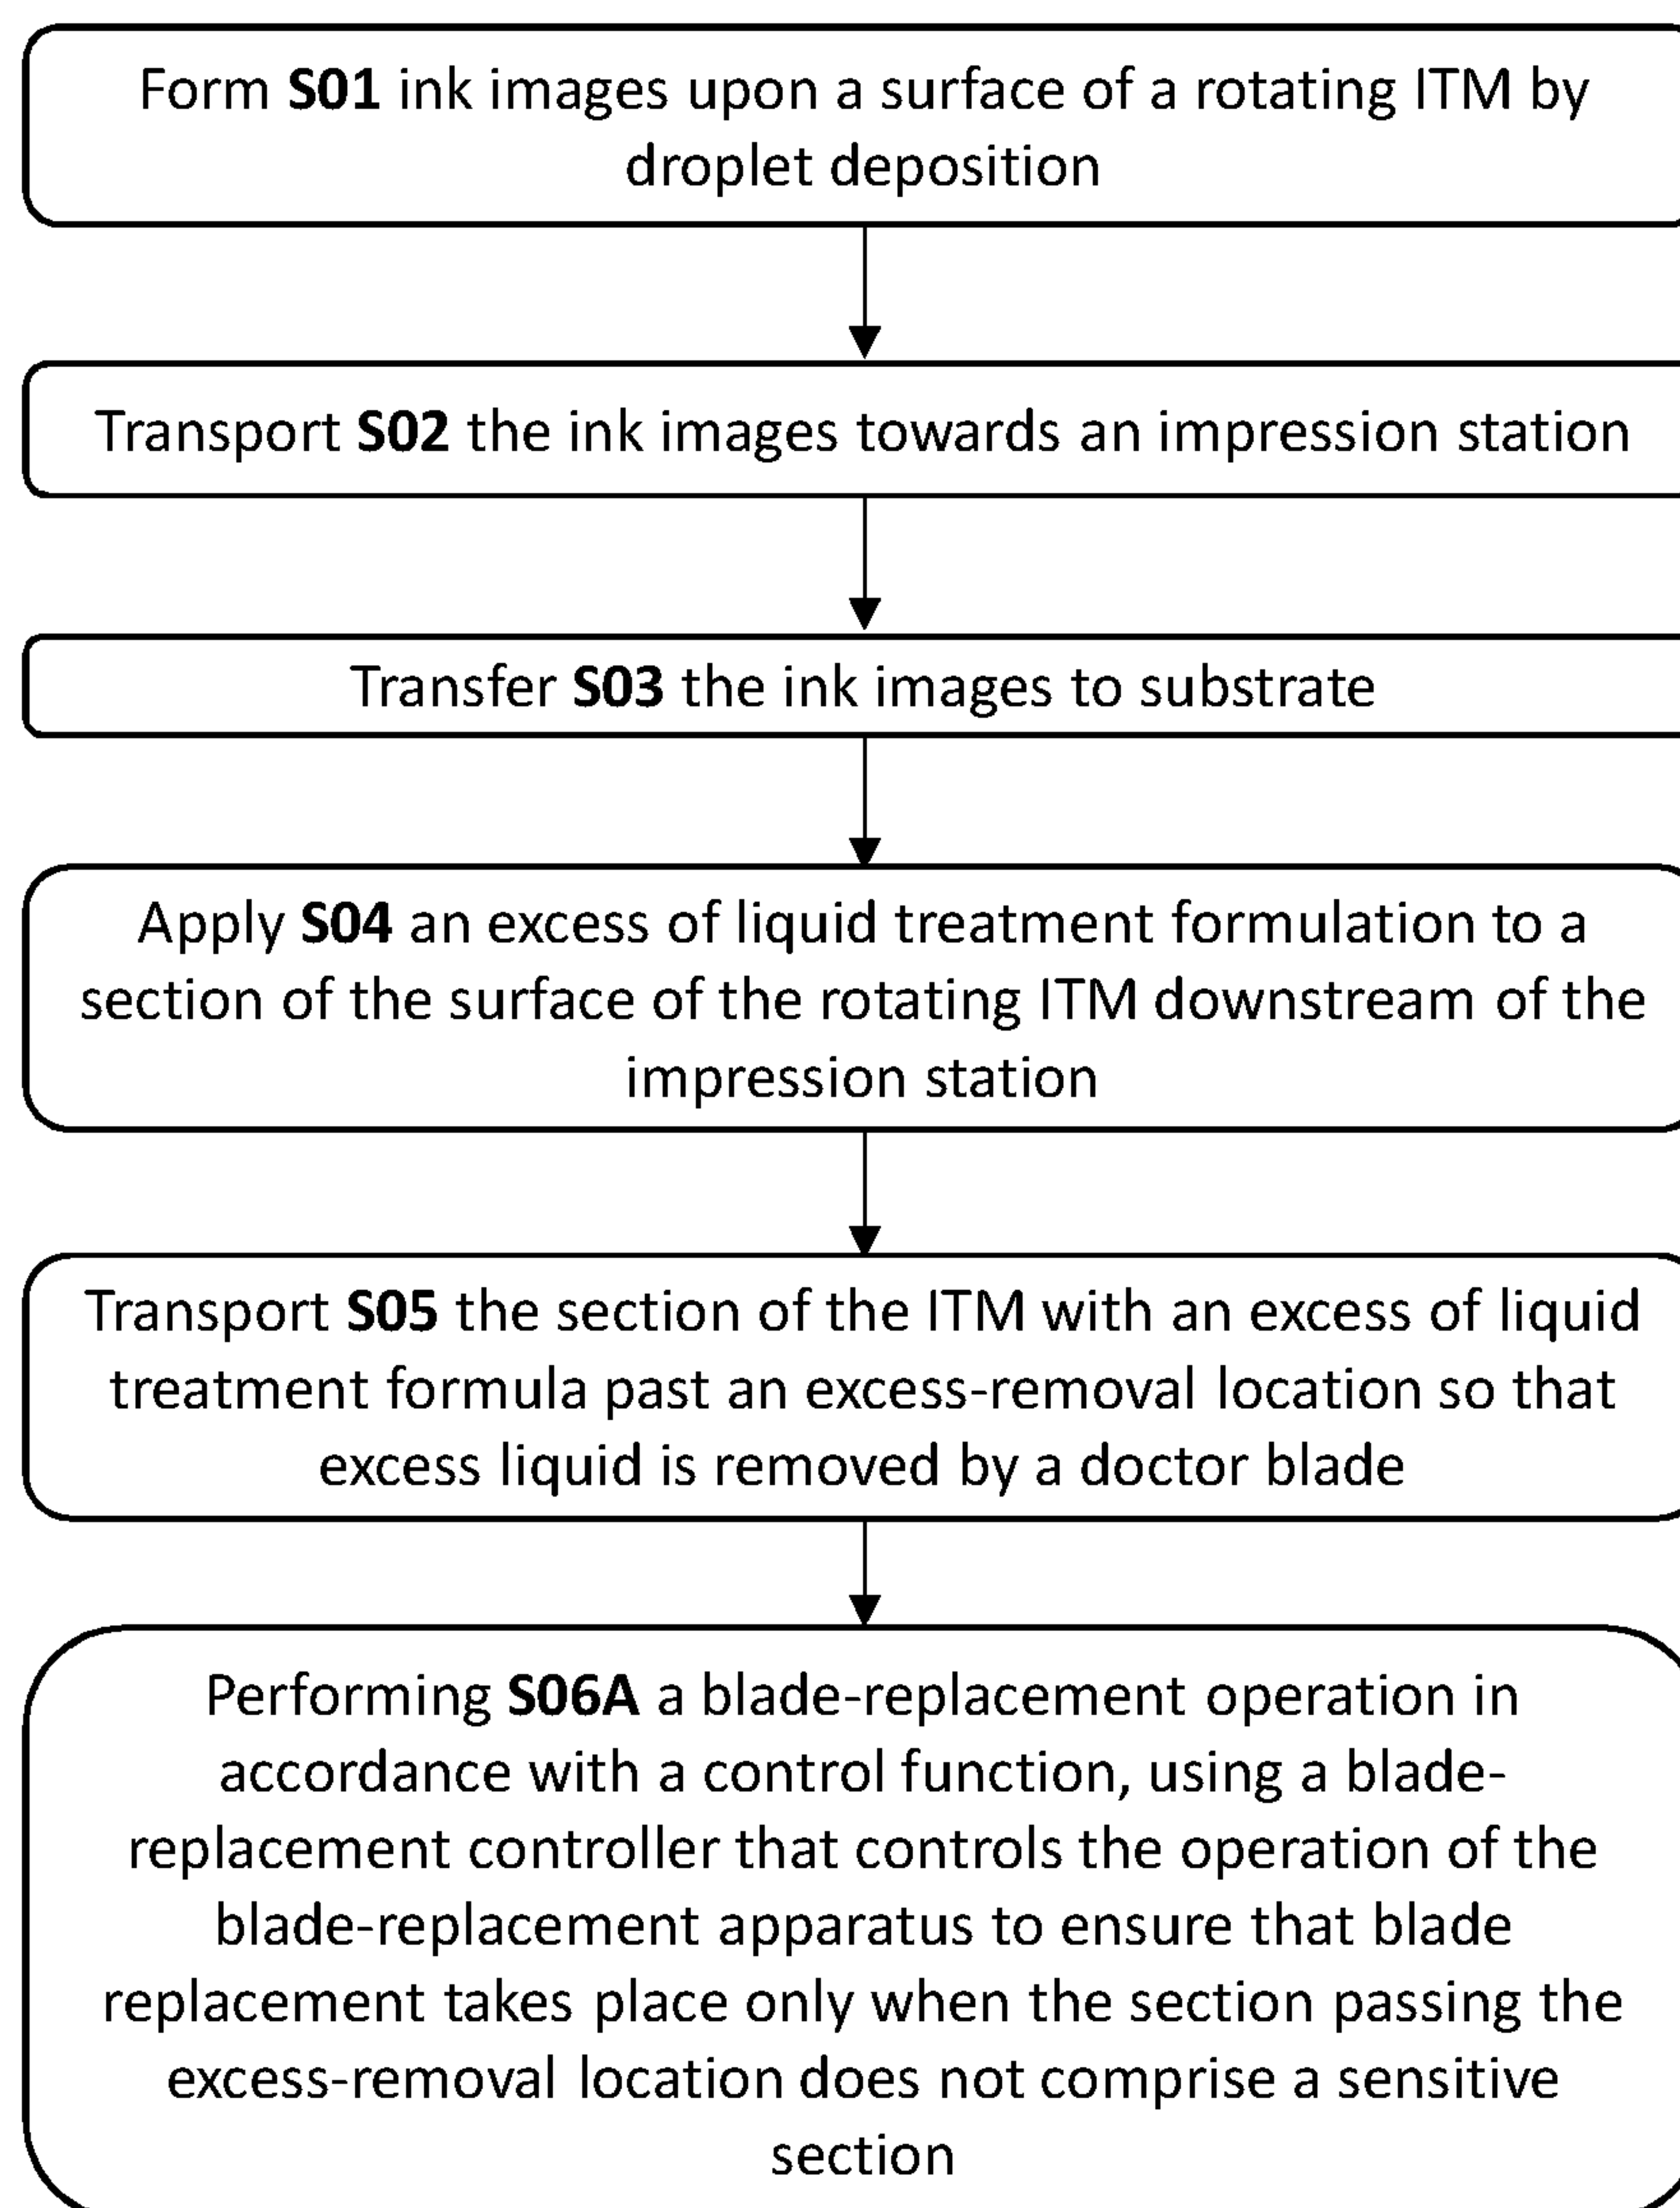 Form S01 ink images upon a surface of a rotating ITM by
droplet deposition
Transport S02 the ink images towards an impression station
Transfer S03 the ink images to substrate
Apply S04 an excess of liquid treatment formulation to a
section of the surface of the rotating ITM downstream of the
impression station
Transport S05 the section of the ITM with an excess of liquid
treatment formula past an excess-removal location so that
excess liquid is removed by a doctor blade
Performing S06A a blade-replacement operation in
accordance with a control function, using a blade-
replacement controller that controls the operation of the
blade-replacement apparatus to ensure that blade
replacement takes place only when the section passing the
excess-removal location does not comprise a sensitive
section